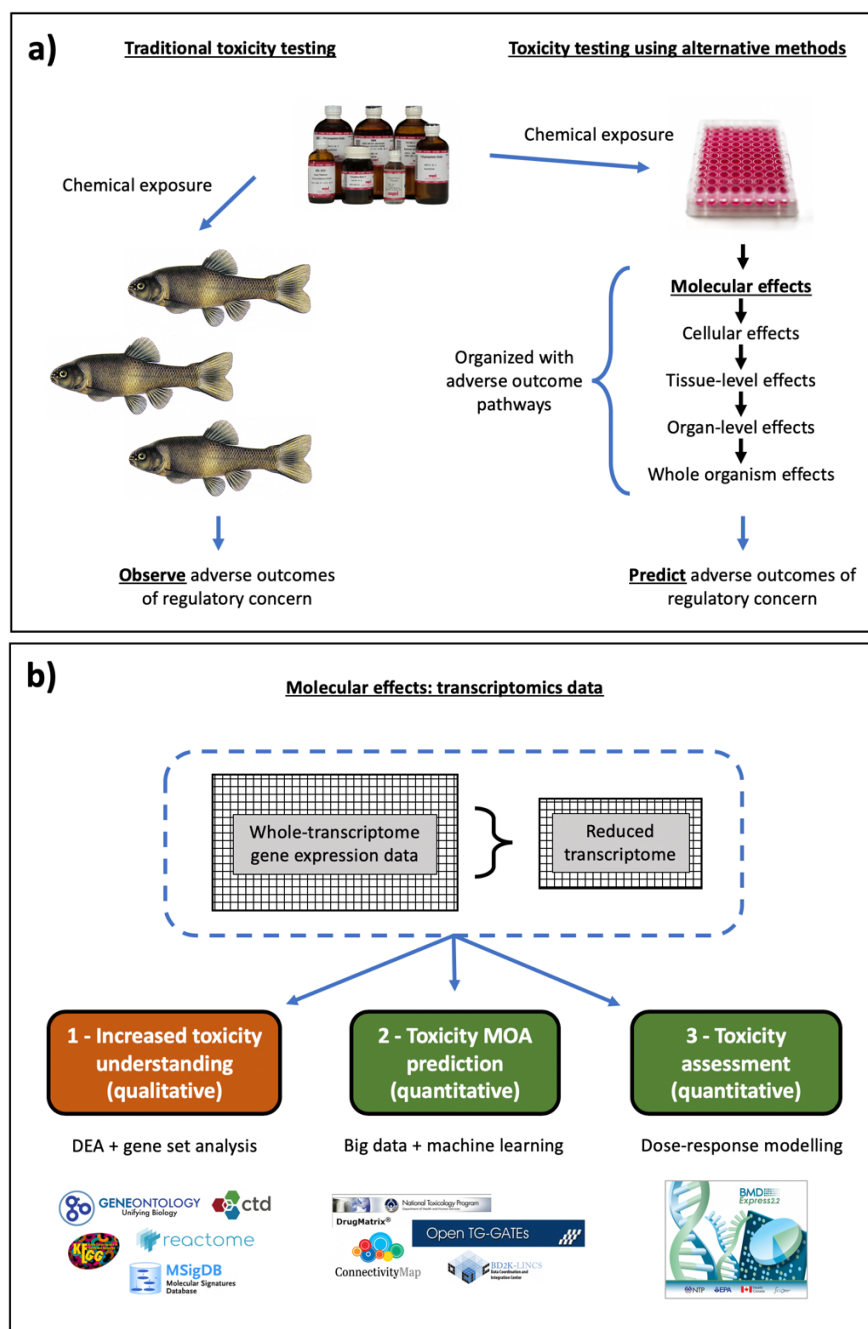 a)
Traditional toxicity testing
Toxicity testing using alternative methods
Chemical exposure
Chemical exposure
Molecular effects
Cellular effects
Tissue-level effects
Organ-level effects
Whole organism effects
Organized with
adverse outcome
pathways
Observe adverse outcomes
of regulatory concern
Predict adverse outcomes of
regulatory concern
b)
Molecular effects: transcriptomics data
Whole-transcriptome
gene expression data
Reduced
transcriptome
1 - Increased toxicity
understanding
(qualitative)
2 - Toxicity MOA
prediction
(quantitative)
3 - Toxicity
assessment
(quantitative)
DEA + gene set analysis
Big data + machine learning
Dose-response modelling
GENEONTOLOGY
Unifying Biology
ctd
KEGG
reactome
MSigDB
Molecular Signatures
Database
National Toxicology Program
DrugMatrix®
Open TG-GATEs
ConnectivityMap
BD2K-LINCS
Data Coordination and
Integration Center
BMD
Express2.2
NTP
EPA